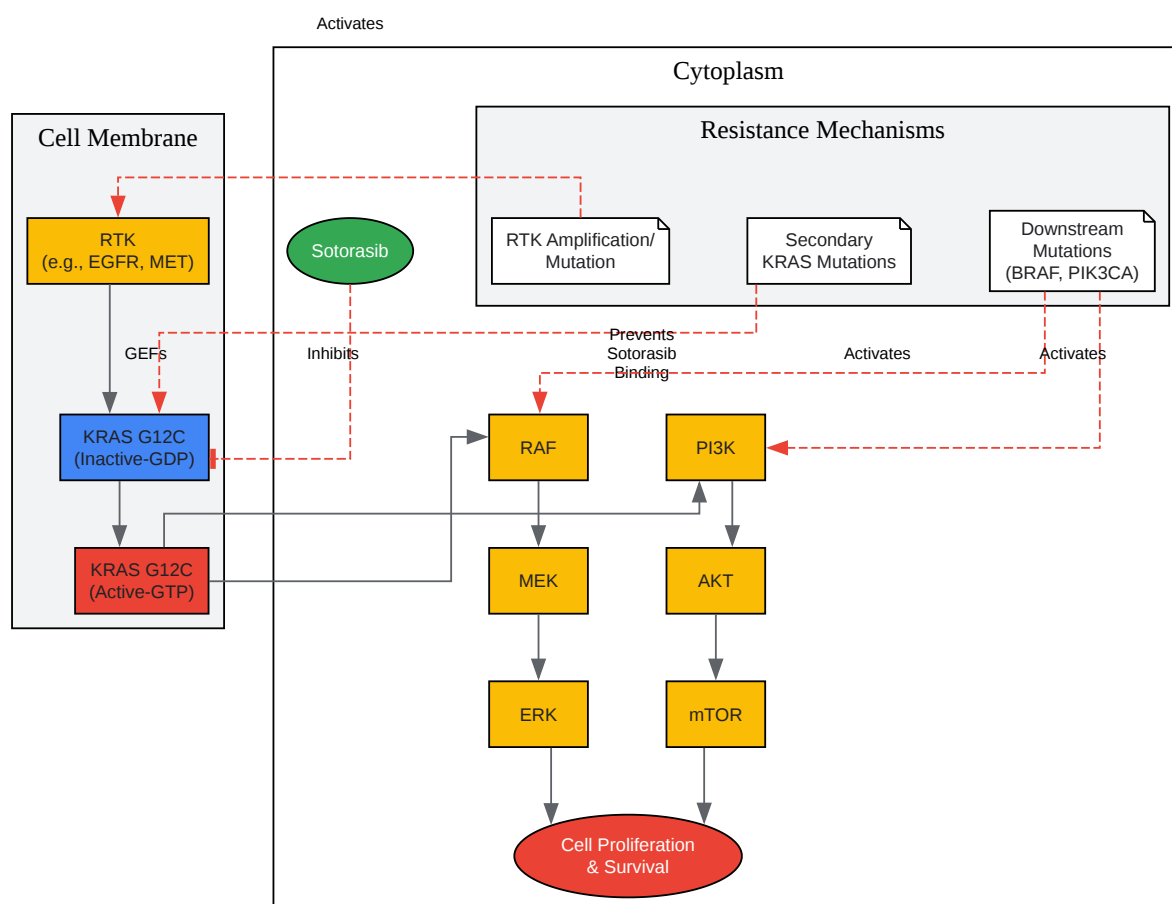 Activates
Cytoplasm
Resistance Mechanisms
Cell Membrane
RTK
(e.g., EGFR, MET)
Sotorasib
RTK Amplification/
Mutation
Secondary
KRAS Mutations
Downstream
Mutations
(BRAF, PIK3CA)
GEFs
Inhibits
Prevents
Sotorasib
Binding
Activates
Activates
KRAS G12C
(Inactive-GDP)
RAF
PI3K
KRAS G12C
(Active-GTP)
MEK
AKT
ERK
mTOR
Cell Proliferation
& Survival